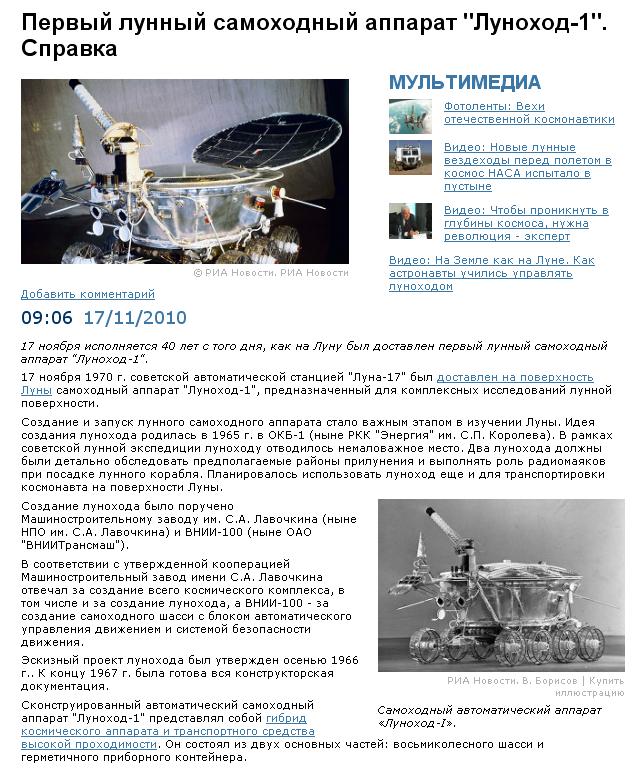 Первый лунный самоходный аппарат "Луноход-1".
Справка
© РИА Новости. РИА Новости
Добавить комментарий
09:06 17/11/2010
МУЛЬТИМЕДИА
Фотоленты: Вехи
отечественной космонавтики
Видео: Новые лунные
вездеходы перед полетом в
космос НАСА испытало в
пустыне
Видео: Чтобы проникнуть в
глубины космоса, нужна
революция - эксперт
Видео: На Земле как на Луне. Как
астронавты учились управлять
луноходом
17 ноября исполняется 40 лет с того дня, как на Луну был доставлен первый лунный самоходный
аппарат "Луноход-1".
17 ноября 1970 г. советской автоматической станцией "Луна-17" был доставлен на поверхность
Луны самоходный аппарат "Луноход-1", предназначенный для комплексных исследований лунной
поверхности.
Создание и запуск лунного самоходного аппарата стало важным этапом в изучении Луны. Идея
создания лунохода родилась в 1965 г. в ОКБ-1 (ныне РКК "Энергия" им. С.П. Королева). В рамках
советской лунной экспедиции луноходу отводилось немаловажное место. Два лунохода должны
были детально обследовать предполагаемые районы прилунения и выполнять роль радиомаяков
при посадке лунного корабля. Планировалось использовать луноход еще и для транспортировки
космонавта на поверхности Луны.
Создание лунохода было поручено
Машиностроительному заводу им. С.А. Лавочкина (ныне
НПО им. С.А. Лавочкина) и ВНИИ-100 (ныне ОАО
"ВНИИТрансмаш").
В соответствии с утвержденной кооперацией
Машиностроительный завод имени С.А. Лавочкина
отвечал за создание всего космического комплекса, в
том числе и за создание лунохода, а ВНИИ-100 - за
создание самоходного шасси с блоком автоматического
управления движением и системой безопасности
движения.
Эскизный проект лунохода был утвержден осенью 1966
г.. К концу 1967 г. была готова вся конструкторская
документация.
Сконструированный автоматический самоходный
аппарат "Луноход-1" представлял собой гибрид
космического аппарата и транспортного средства
высокой проходимости. Он состоял из двух основных частей: восьмиколесного шасси и
герметичного приборного контейнера.
РИА Новости. В. Борисов | Купить
иллюстрацию
Самоходный автоматический аппарат
«Луноход-I».